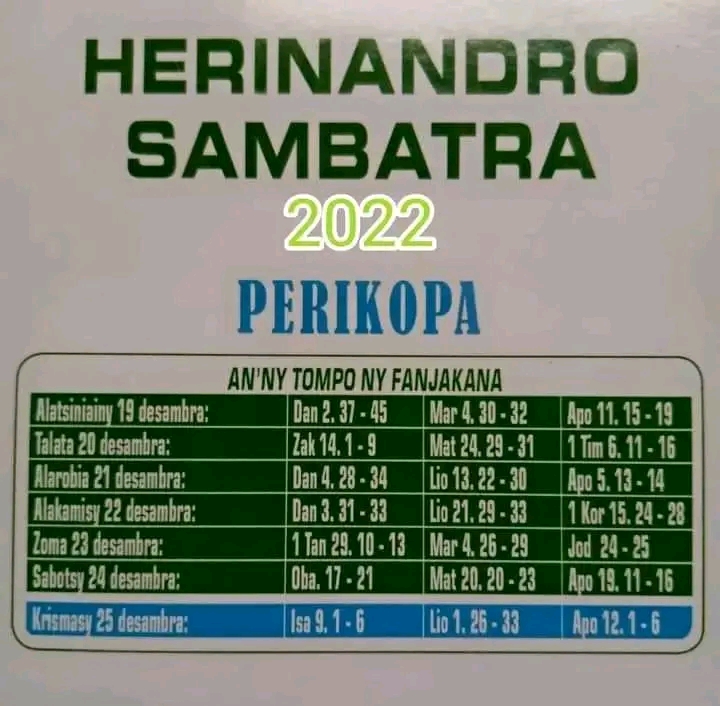 HERINANDRO
SAMBATRA
2022
PERIKOPA
AN'NY TOMPO NY FANJAKANA
Alatsiniainy 19 desambra: Dan 2. 37 - 45 Mar 4. 30 - 32 Apo 11. 15 - 19
Talata 20 desambra: Zak 14. 1 - 9 Mat 24. 29 - 31 1 Tim 6. 11 - 16
Alarobia 21 desambra: Dan 4. 28 - 34 Lio 13. 22 - 30 Apo 5. 13 - 14
Alakamisy 22 desambra: Dan 3. 31 - 33 Lio 21. 29 - 33 1 Kor 15. 24 - 28
Zoma 23 desambra: 1 Tan 29. 10 - 13 Mar 4. 26 - 29 Jod 24 - 25
Sabotsy 24 desambra: Oba. 17 - 21 Mat 20. 20 - 23 Apo 19. 11 - 16
Krismasy 25 desambra: Isa 9. 1 - 6 Lio 1. 26 - 33 Apo 12. 1 - 6